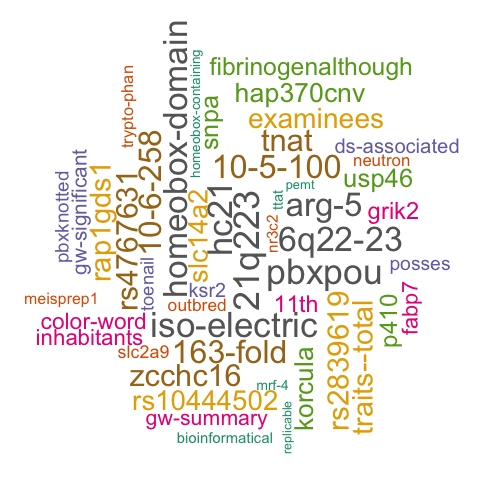 fibrinogenalthough
hap370cnv
examinees
ds-associated
neutron
usp46
grik2
posses
fabp7
p410
traits--total
rs2839619
korcula
replicable
mrf-4
bioinformatical
gw-summary
rs10444502
zcchc16
163-fold
slc2a9
iso-electric
inhabitants
color-word
meisprep1
outbred
11th
ksr2
toenail
pbxpou
6q22-23
arg-5
pemt
ttat
nr3c2
21q223
hc21
slc14a2
homeobox-domain
homeobox-containing
snpa
tnat
10-5-100
10-6-258
rs4767631
trypto-phan
rap1gds1
gw-significant
pbxknotted